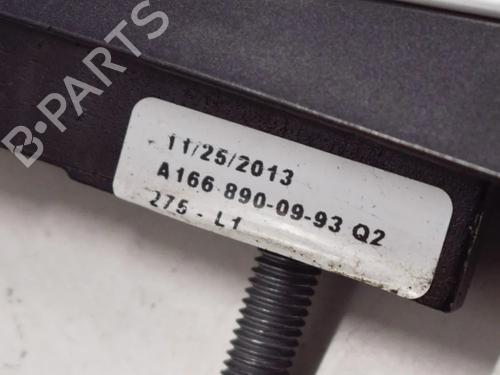 B-PARTS
11/25/2013
A166 890-09-93 Q2
275 - L1